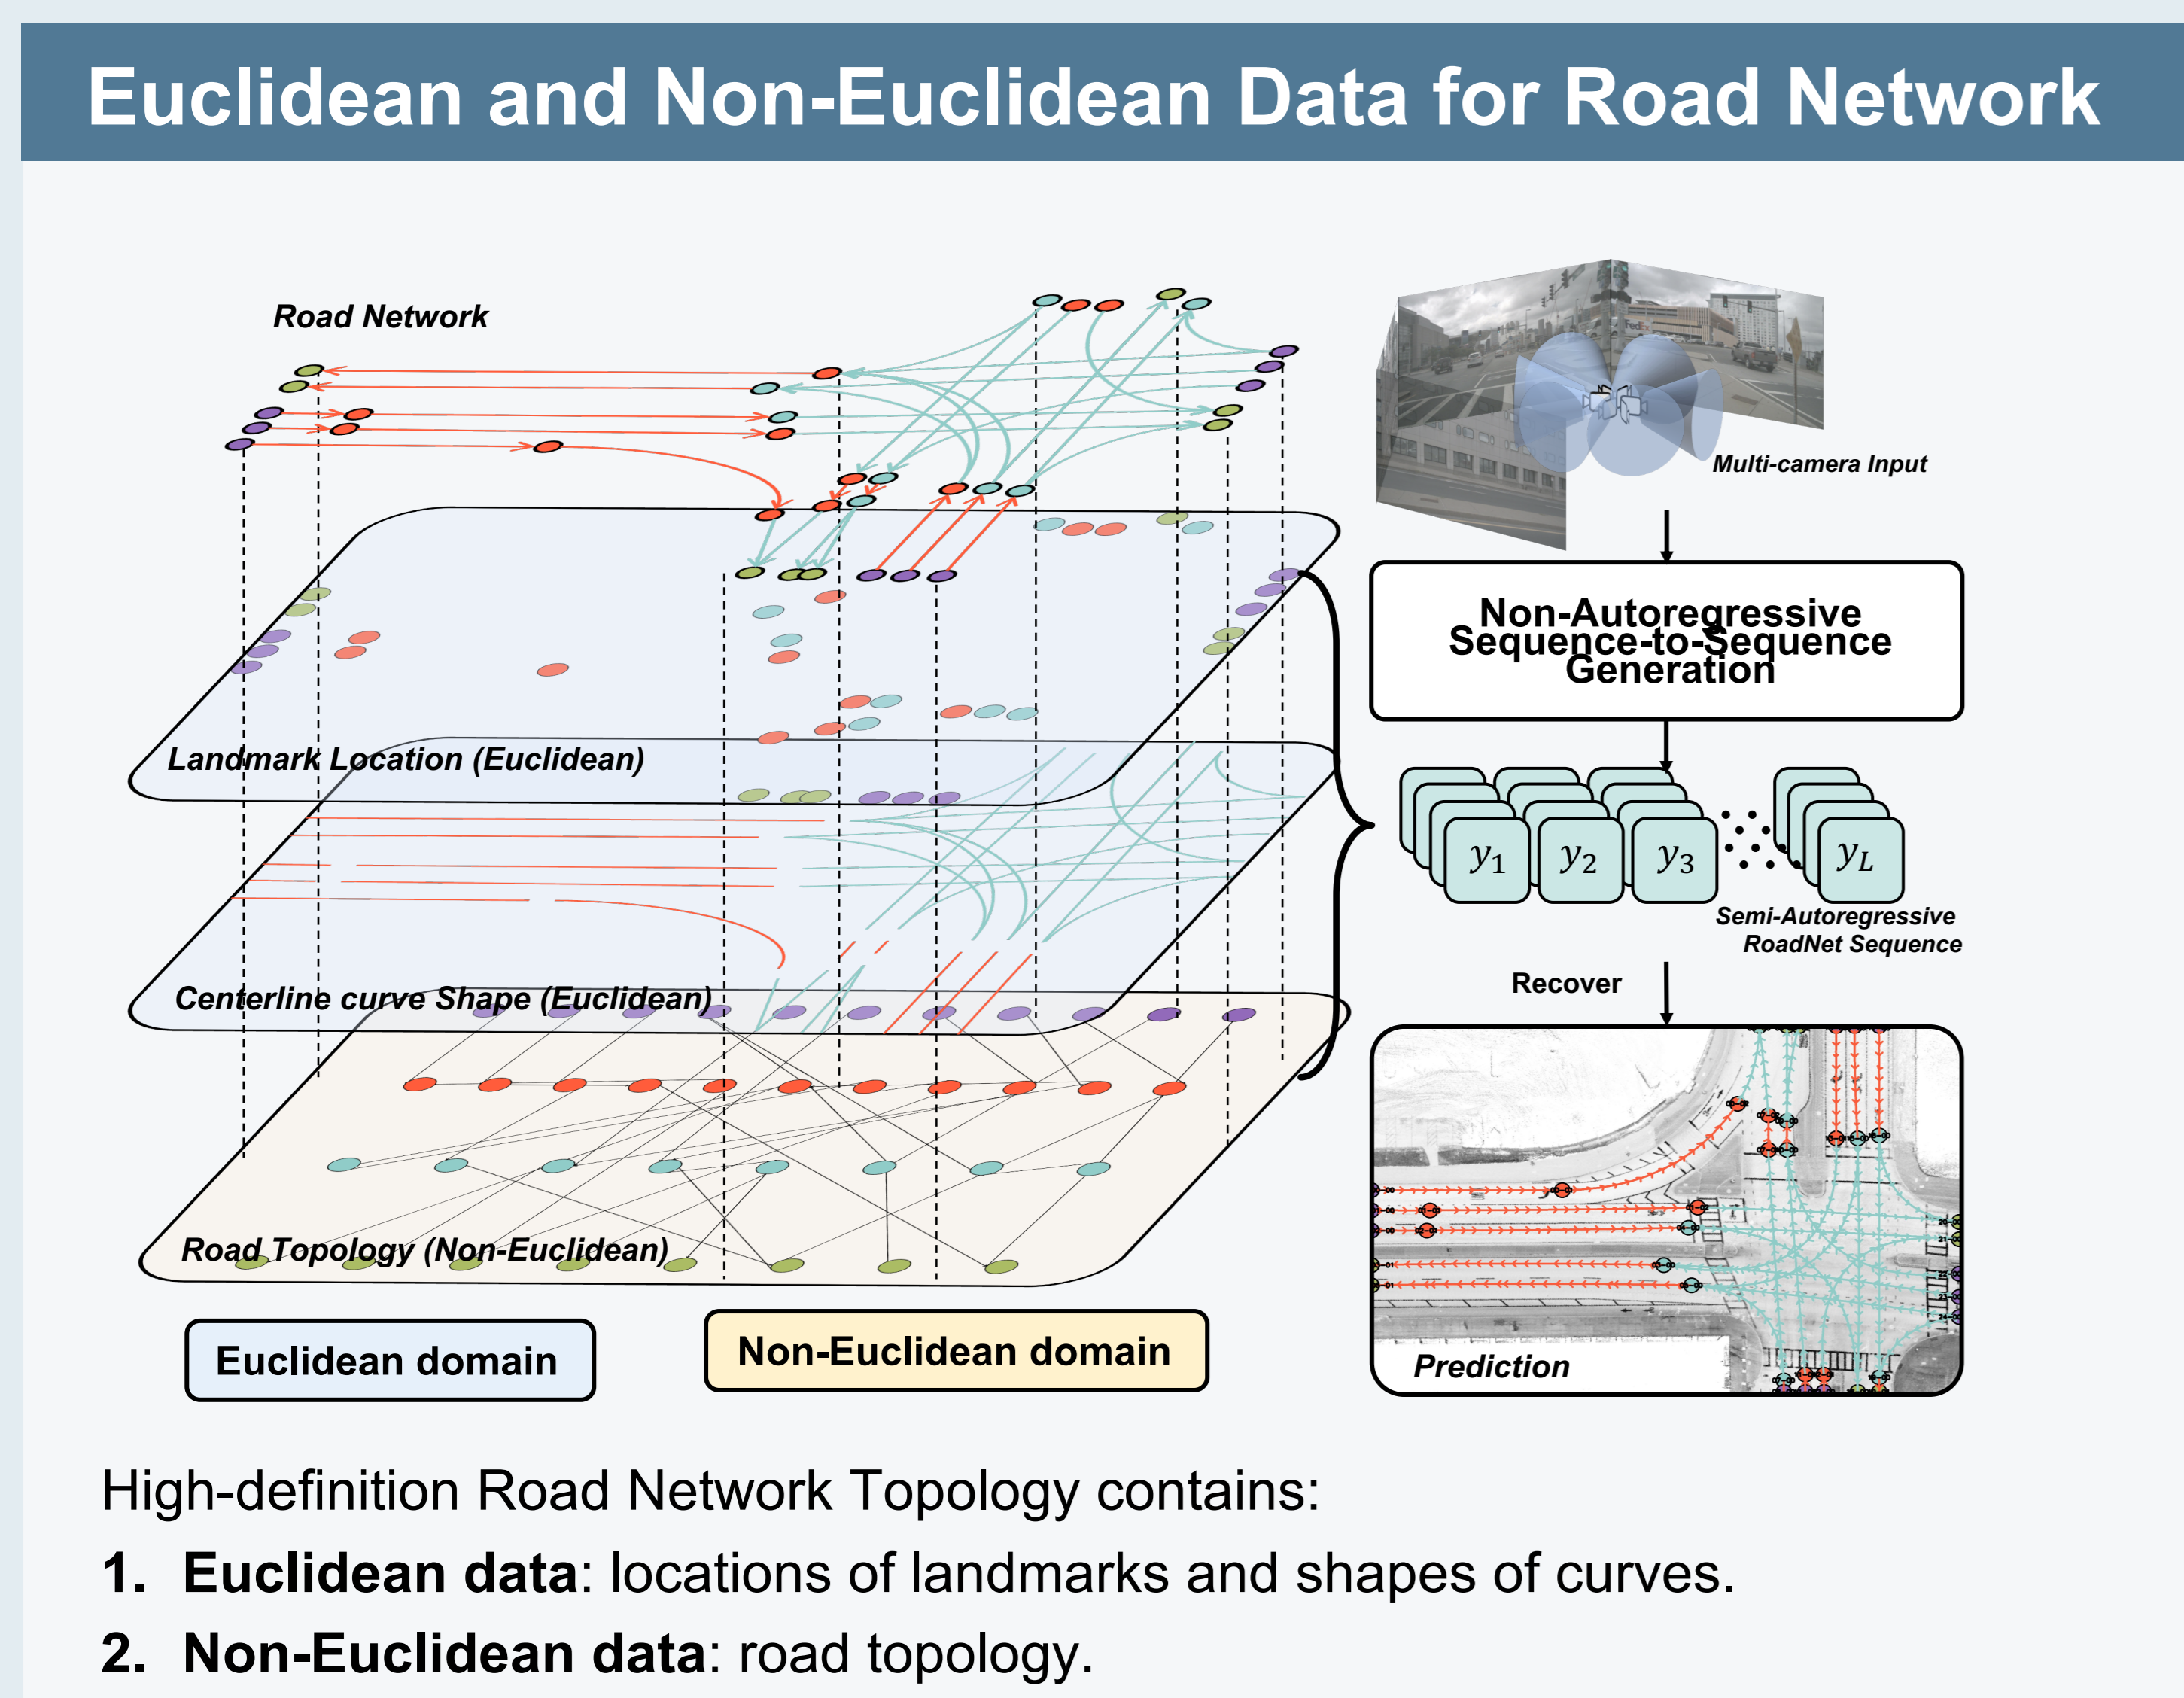 Euclidean and Non-Euclidean Data for Road Network
Road Network
Landmark Location (Euclidean)
Centerline curve Shape (Euclidean)
Road Topology (Non-Euclidean)
Euclidean domain
Non-Euclidean domain
FedEx
Multi-camera Input
Non-Autoregressive
Sequence-to-Sequence
Generation
y1 y2 y3 yL
Semi-Autoregressive
RoadNet Sequence
Recover
Prediction
High-definition Road Network Topology contains:
1. Euclidean data: locations of landmarks and shapes of curves.
2. Non-Euclidean data: road topology.